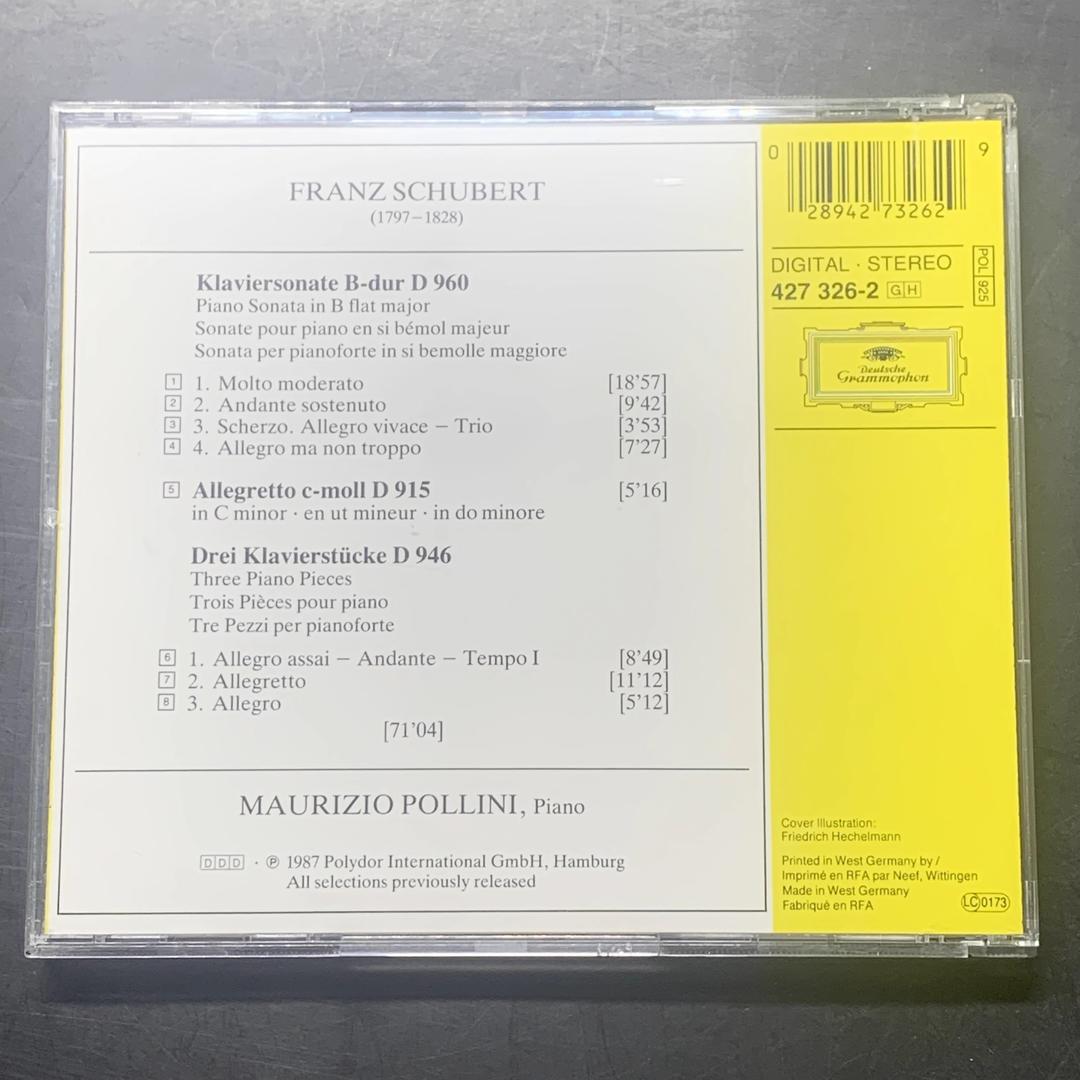 FRANZ SCHUBERT
(1797–1828)
Klaviersonate B-dur D 960
Piano Sonata in B flat major
Sonate pour piano en si bémol majeur
Sonata per pianoforte in si bemolle maggiore
1 1. Molto moderato [18'57]
2 2. Andante sostenuto [9'42]
3 3. Scherzo. Allegro vivace – Trio [3'53]
4 4. Allegro ma non troppo [7'27]
5 Allegretto c-moll D 915 [5'16]
in C minor · en ut mineur · in do minore
Drei Klavierstücke D 946
Three Piano Pieces
Trois Pièces pour piano
Tre Pezzi per pianoforte
6 1. Allegro assai – Andante – Tempo I [8'49]
7 2. Allegretto [11'12]
8 3. Allegro [5'12]
[71'04]
MAURIZIO POLLINI, Piano
DDD · ℗ 1987 Polydor International GmbH, Hamburg
All selections previously released
0 28942 73262 9
DIGITAL · STEREO
427 326-2 GH
POL 925
Deutsche
Grammophon
Cover Illustration:
Friedrich Hechelmann
Printed in West Germany by /
Imprimé en RFA par Neef, Wittingen
Made in West Germany
Fabriqué en RFA
LC 0173